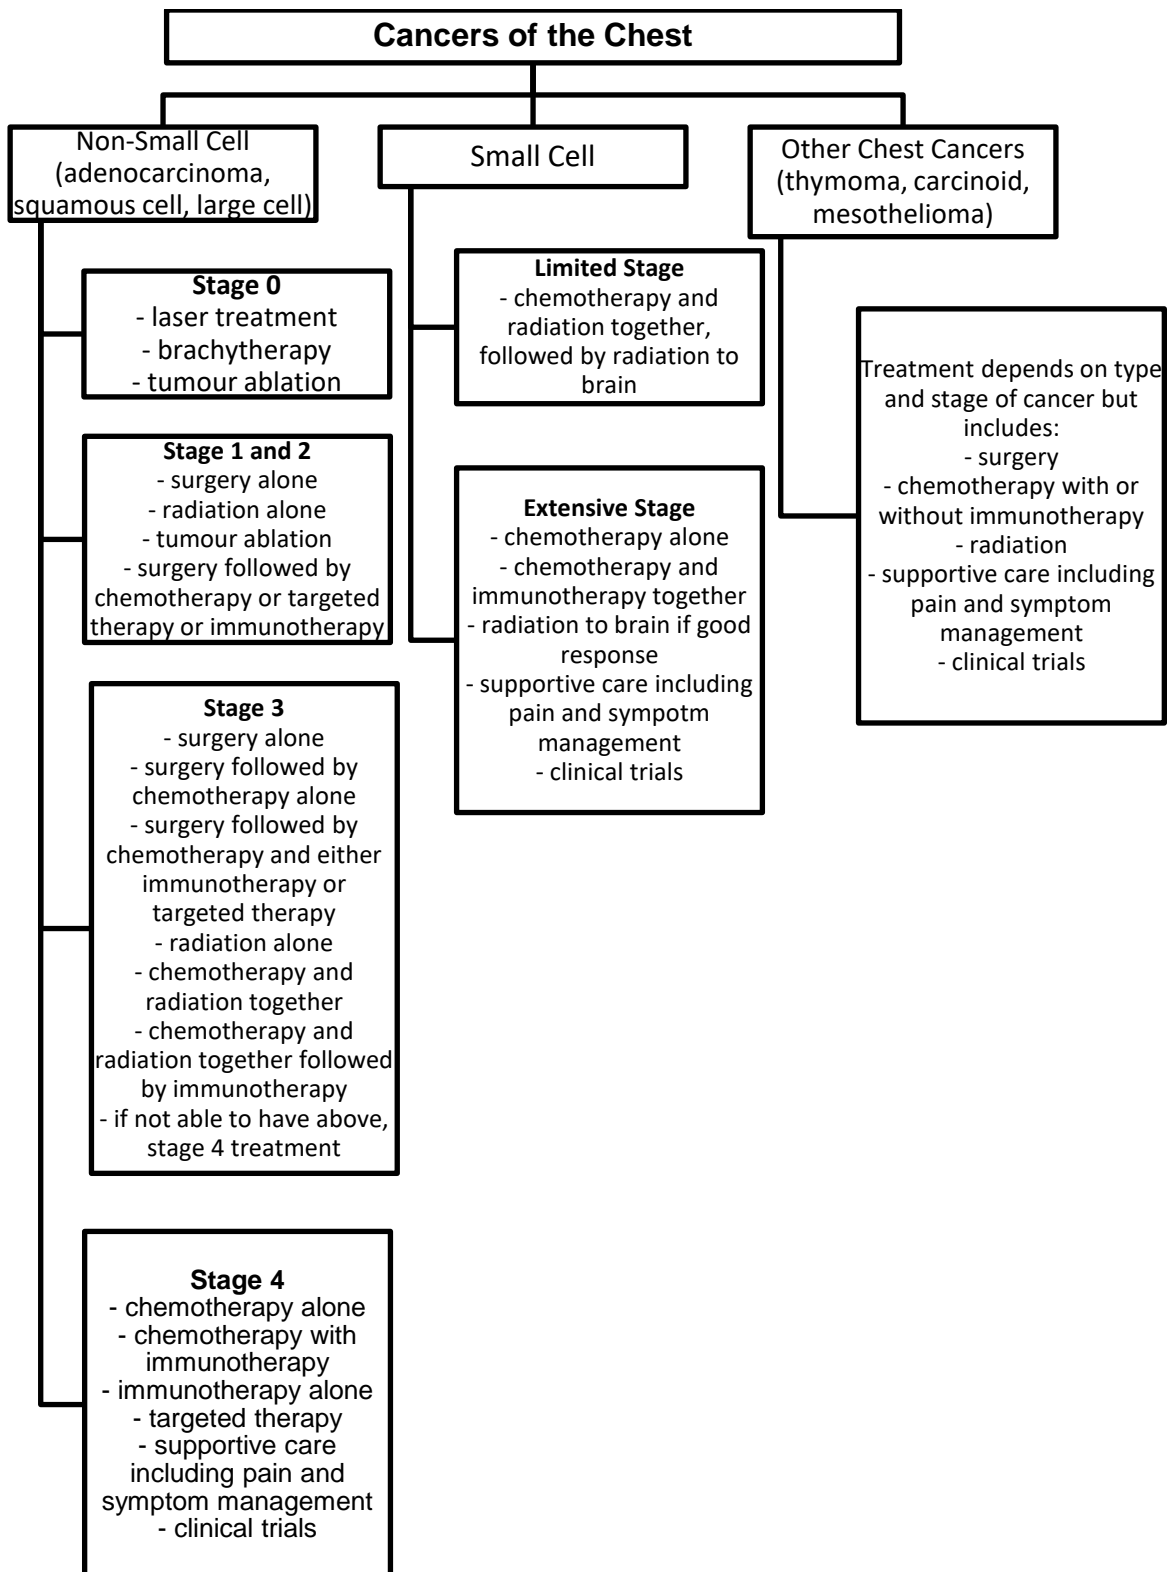 Cancers of the Chest
Non-Small Cell
(adenocarcinoma,
squamous cell, large cell)
Stage 0
- laser treatment
- brachytherapy
- tumour ablation
Stage 1 and 2
- surgery alone
- radiation alone
- tumour ablation
- surgery followed by
chemotherapy or targeted
therapy or immunotherapy
Stage 3
- surgery alone
- surgery followed by
chemotherapy alone
- surgery followed by
chemotherapy and either
immunotherapy or
targeted therapy
- radiation alone
- chemotherapy and
radiation together
- chemotherapy and
radiation together followed
by immunotherapy
- if not able to have above,
stage 4 treatment
Stage 4
- chemotherapy alone
- chemotherapy with
immunotherapy
- immunotherapy alone
- targeted therapy
- supportive care
including pain and
symptom management
- clinical trials
Small Cell
Limited Stage
- chemotherapy and
radiation together,
followed by radiation to
brain
Extensive Stage
- chemotherapy alone
- chemotherapy and
immunotherapy together
- radiation to brain if good
response
- supportive care including
pain and sympotm
management
- clinical trials
Other Chest Cancers
(thymoma, carcinoid,
mesothelioma)
Treatment depends on type
and stage of cancer but
includes:
- surgery
- chemotherapy with or
without immunotherapy
- radiation
- supportive care including
pain and symptom
management
- clinical trials